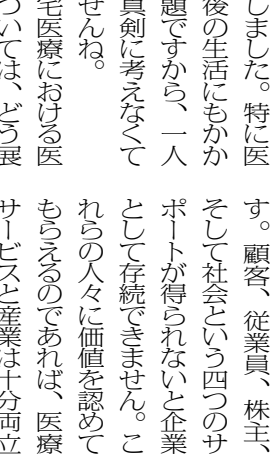 しました。特に医
後の生活にもかか
題ですから、一人
真剣に考えなくて
せんね。
宅医療における医
ついては、どう展
す。顧客、従業員、株主、
そして社会という四つのサ
ポートが得られないと企業
として存続できません。こ
れらの人々に価値を認めて
もらえるのであれば、医療
サービスと産業は十分両立